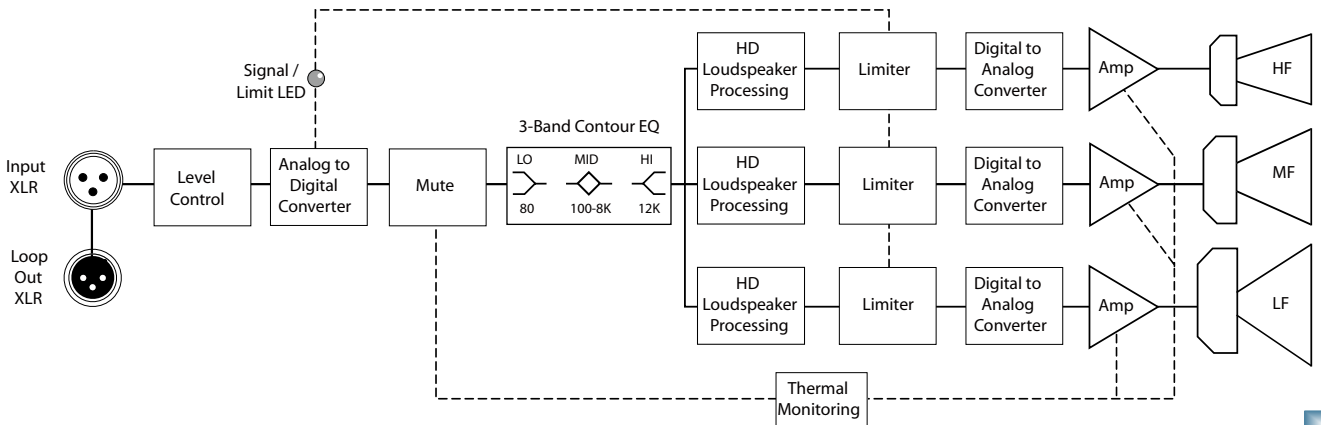 Signal /
Limit LED
Input
XLR
Loop
Out
XLR
Level
Control
Analog to
Digital
Converter
Mute
3-Band Contour EQ
LO MID HI
80 100-8K 12K
HD
Loudspeaker
Processing
Limiter
Digital to
Analog
Converter
Amp
HF
HD
Loudspeaker
Processing
Limiter
Digital to
Analog
Converter
Amp
MF
HD
Loudspeaker
Processing
Limiter
Digital to
Analog
Converter
Amp
LF
Thermal
Monitoring